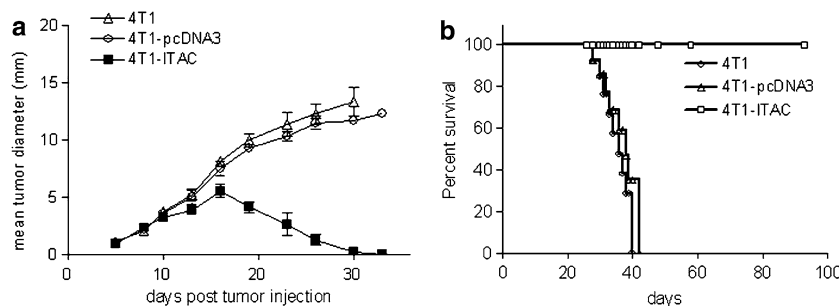 a
4T1
4T1-pcDNA3
4T1-ITAC
mean tumor diameter (mm)
20
15
10
5
0
0 10 20 30
days post tumor injection
b
Percent survival
100
80
60
40
20
0
4T1
4T1-pcDNA3
4T1-ITAC
0 20 40 60 80 100
days